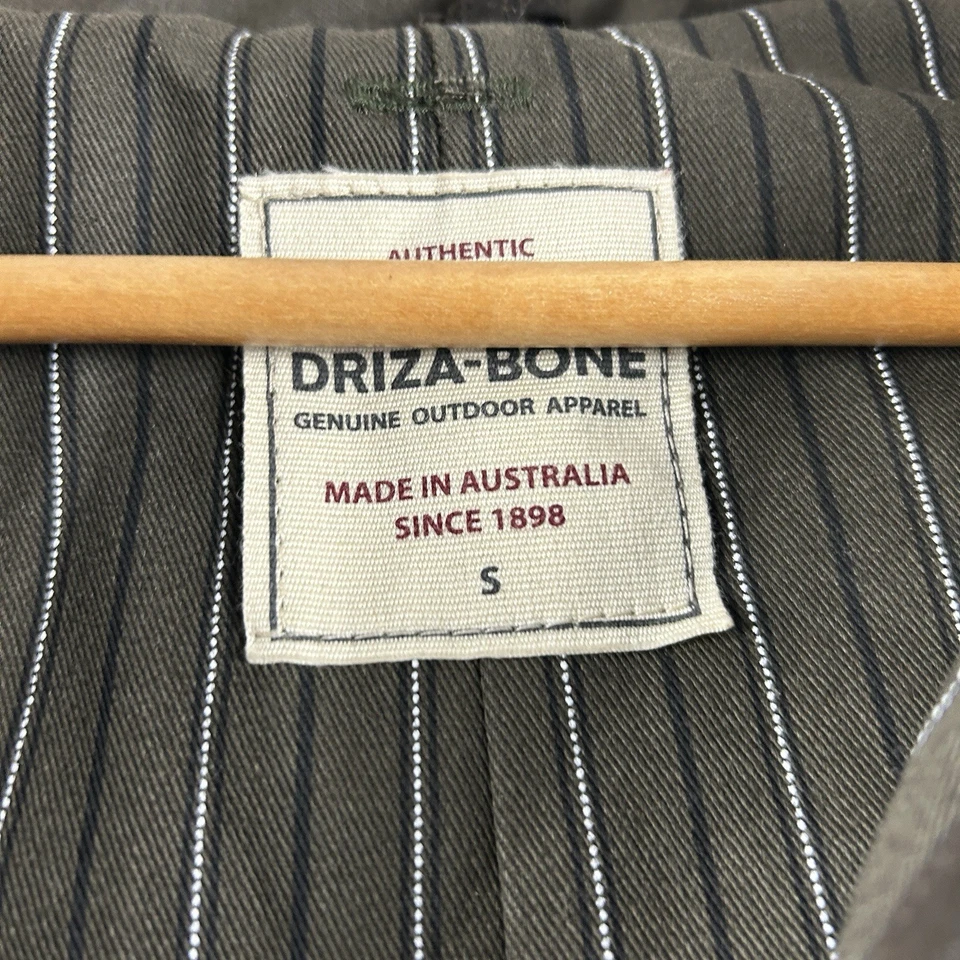 AUTHENTIC
DRIZA-BONE
GENUINE OUTDOOR APPAREL
MADE IN AUSTRALIA
SINCE 1898
S